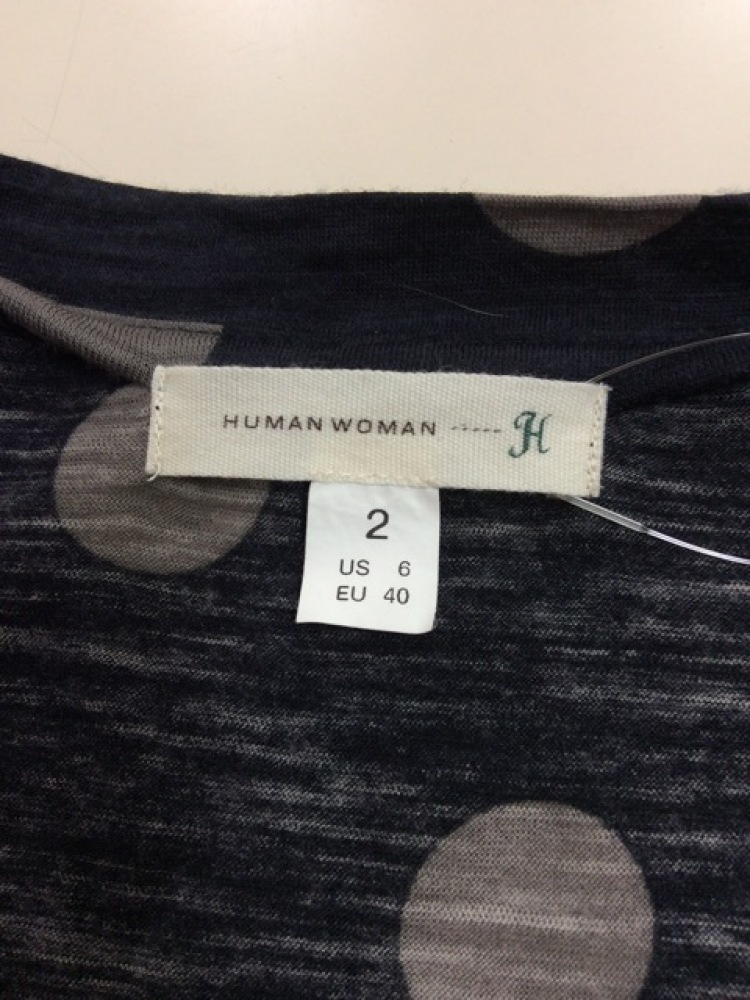 HUMAN WOMAN ----- H
2
US 6
EU 40